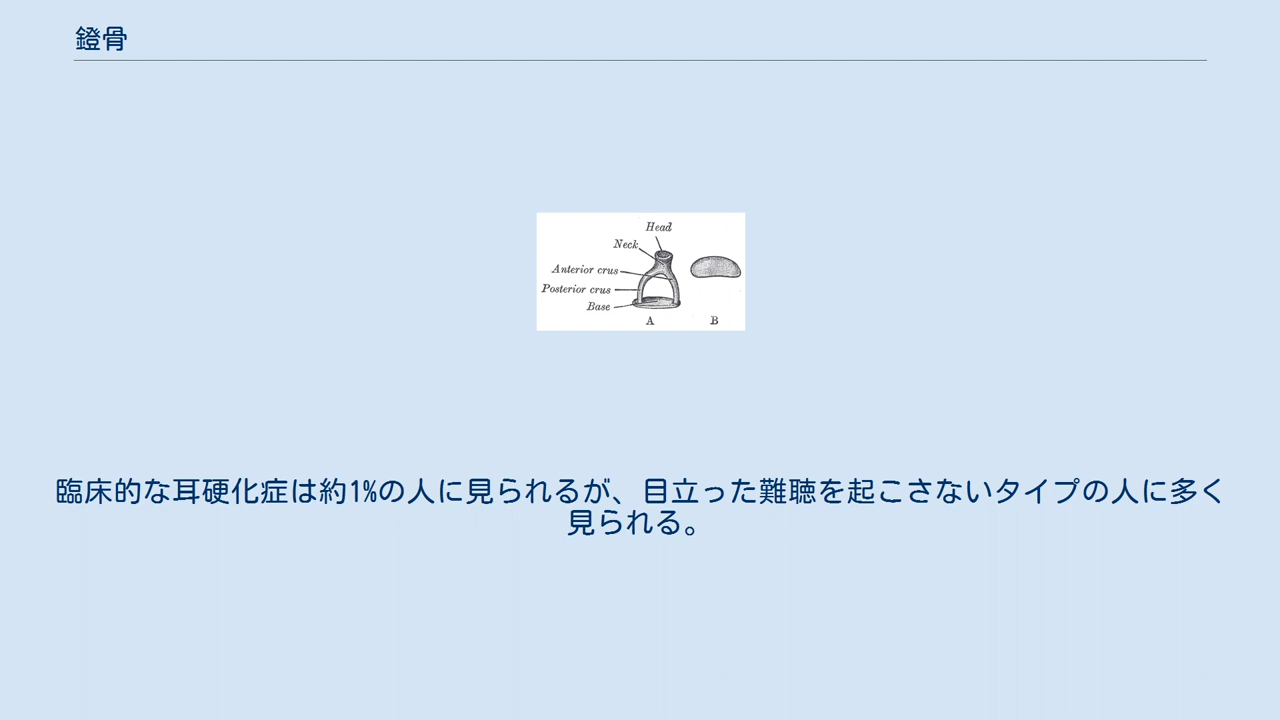 鐙骨
Head
Neck
Anterior crus
Posterior crus
Base
A
B
臨床的な耳硬化症は約1%の人に見られるが、目立った難聴を起こさないタイプの人に多く
見られる。